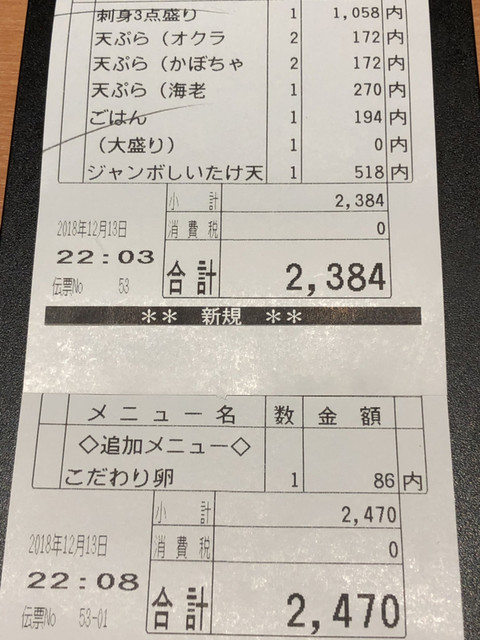 刺身3点盛り 1 1,058 内
天ぷら（オクラ 2 172 内
天ぷら（かぼちゃ 2 172 内
天ぷら（海老 1 270 内
ごはん 1 194 内
（大盛り） 1 0 内
ジャンボしいたけ天 1 518 内
小計 2,384
2018年12月13日 消費税 0
22:03
伝票No 53 合計 2,384
** 新規 **
メニュー名 数 金額
◇追加メニュー◇
こだわり卵 1 86 内
小計 2,470
2018年12月13日 消費税 0
22:08
伝票No 53-01 合計 2,470